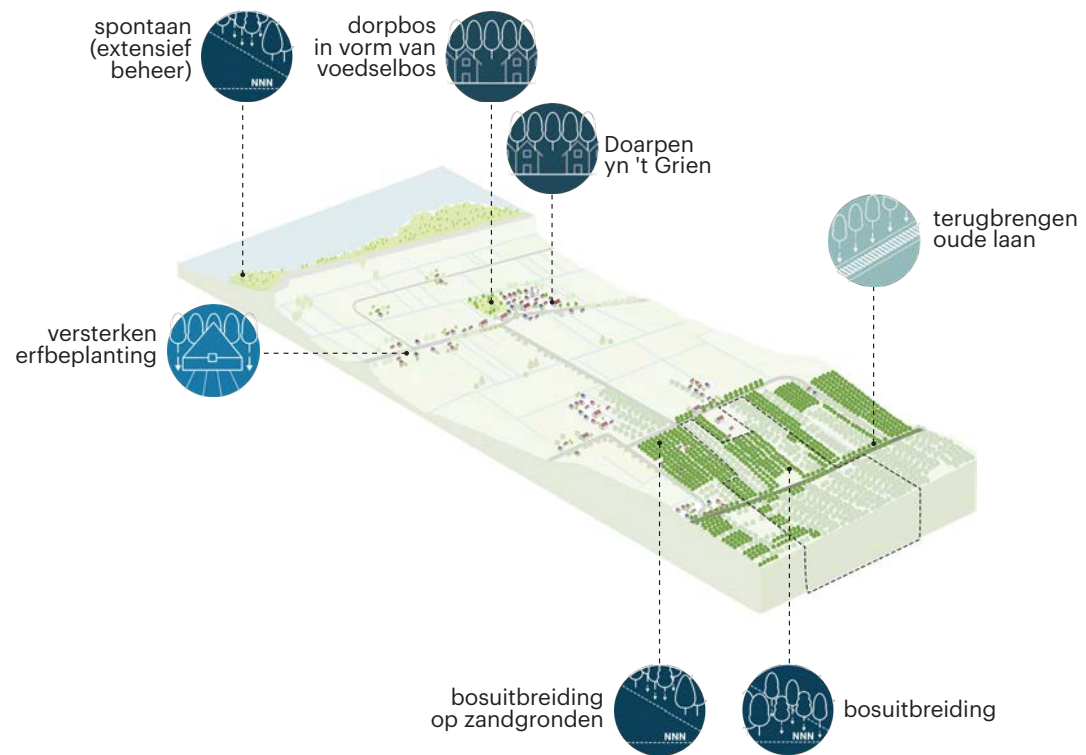 spontaan
(extensief
beheer)
NNN
dorpbos
in vorm van
voedselbos
Doarpen
yn 't Grien
terugbrengen
oude laan
versterken
erfbeplanting
bosuitbreiding
op zandgronden
NNN
NNN
bosuitbreiding